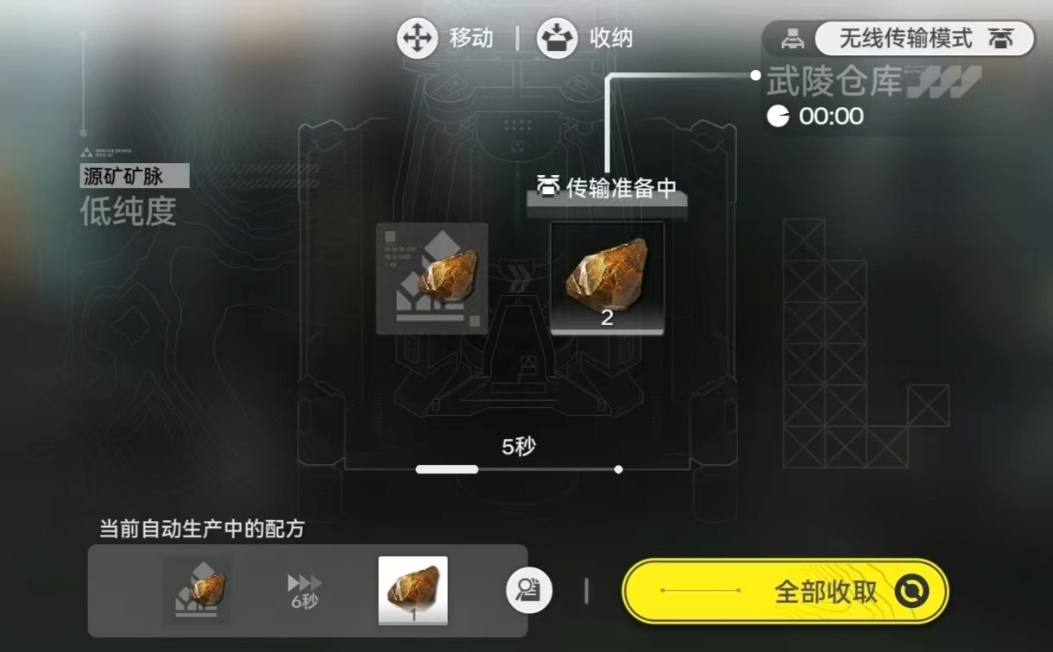 移动 | 收纳
无线传输模式
武陵仓库
00:00
源矿矿脉
低纯度
传输准备中
2
5秒
当前自动生产中的配方
6秒
1
全部收取